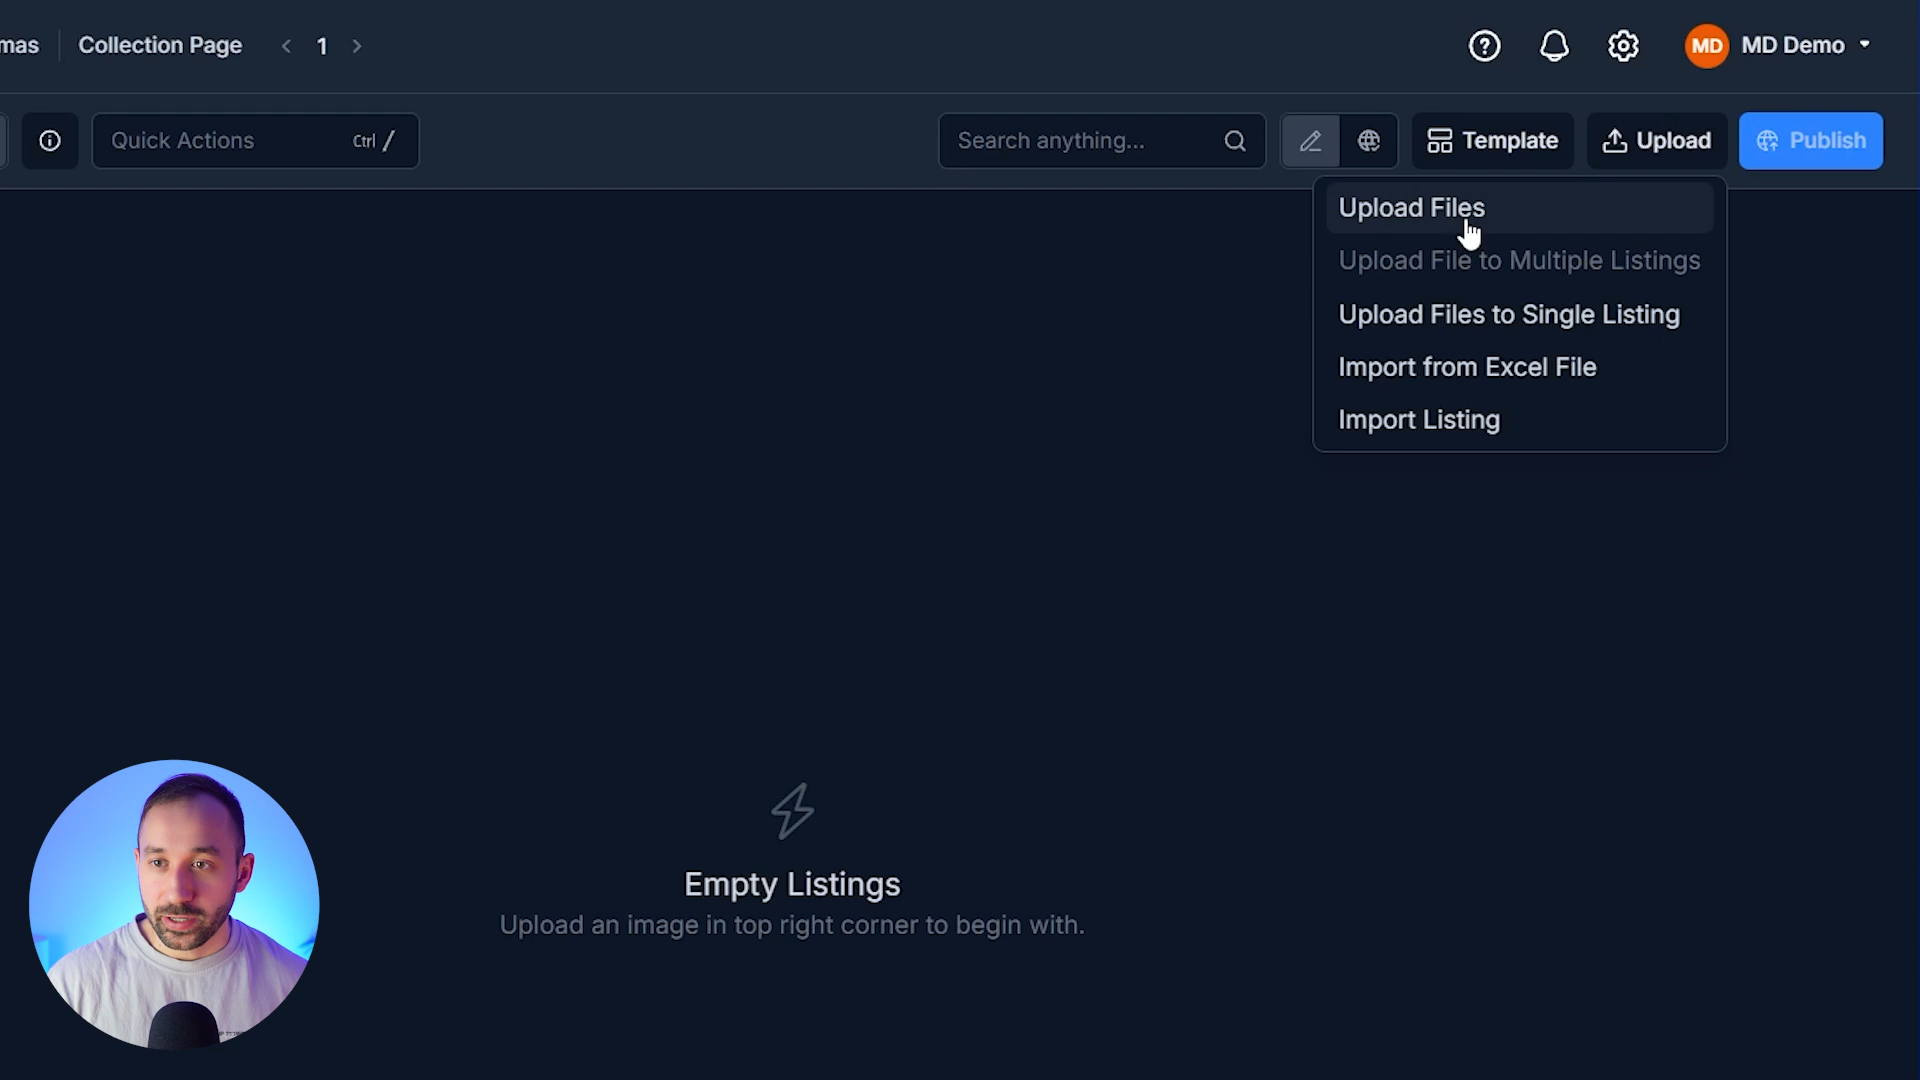 mas
Collection Page
1
MD
MD Demo
Quick Actions
Ctrl /
Search anything...
Template
Upload
Publish
Upload Files
Upload File to Multiple Listings
Upload Files to Single Listing
Import from Excel File
Import Listing
Empty Listings
Upload an image in top right corner to begin with.